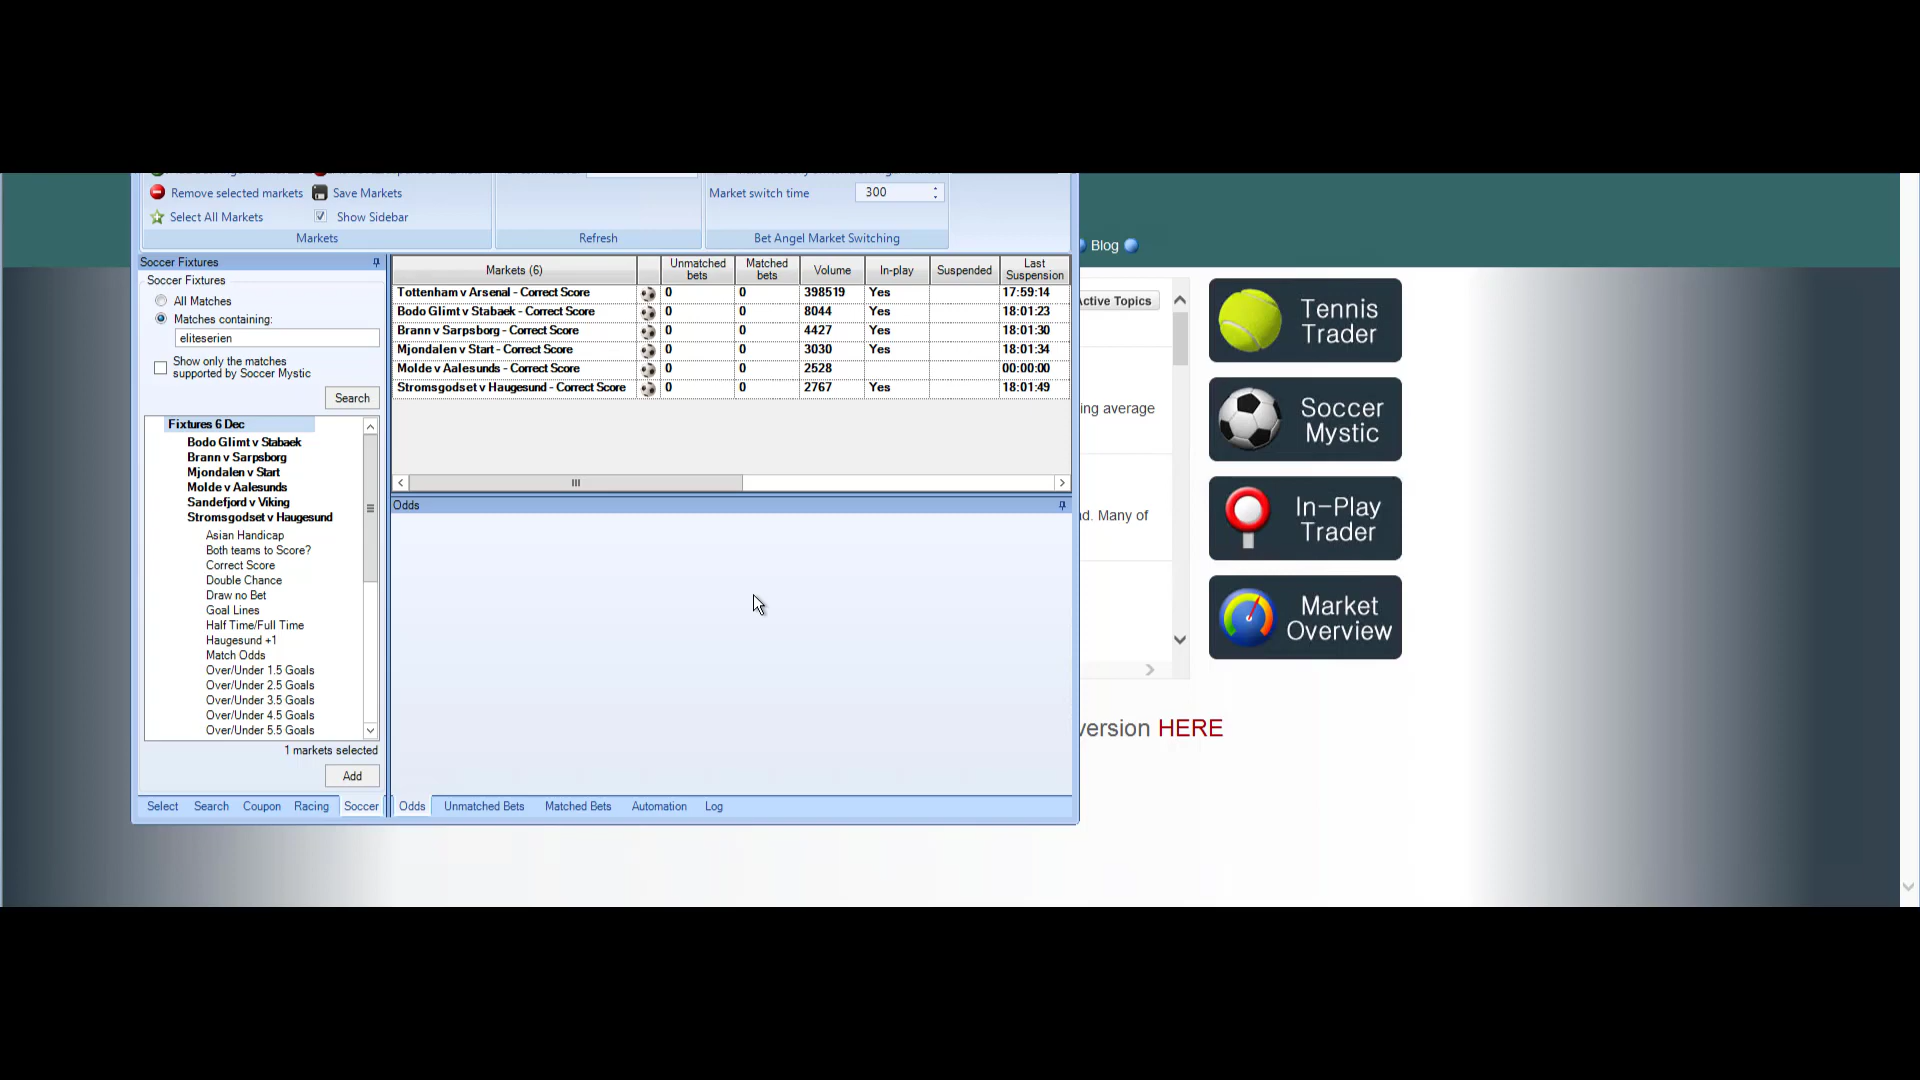 Remove selected markets Save Markets
Market switch time 300
Select All Markets Show Sidebar
Markets Refresh Bet Angel Market Switching
Blog
Soccer Fixtures
Soccer Fixtures
All Matches
Matches containing:
eliteserien
Show only the matches
supported by Soccer Mystic
Search
Fixtures 6 Dec
Bodo Glimt v Stabaek
Brann v Sarpsborg
Mjondalen v Start
Molde v Aalesunds
Sandefjord v Viking
Stromsgodset v Haugesund
Asian Handicap
Both teams to Score?
Correct Score
Double Chance
Draw no Bet
Goal Lines
Half Time/Full Time
Haugesund +1
Match Odds
Over/Under 1.5 Goals
Over/Under 2.5 Goals
Over/Under 3.5 Goals
Over/Under 4.5 Goals
Over/Under 5.5 Goals
1 markets selected
Add
Select Search Coupon Racing Soccer
Markets (6) Unmatched bets Matched bets Volume In-play Suspended Last Suspension
Tottenham v Arsenal - Correct Score 0 0 398519 Yes 17:59:14
Bodo Glimt v Stabaek - Correct Score 0 0 8044 Yes 18:01:23
Brann v Sarpsborg - Correct Score 0 0 4427 Yes 18:01:30
Mjondalen v Start - Correct Score 0 0 3030 Yes 18:01:34
Molde v Aalesunds - Correct Score 0 0 2528 00:00:00
Stromsgodset v Haugesund - Correct Score 0 0 2767 Yes 18:01:49
Odds
Odds Unmatched Bets Matched Bets Automation Log
Active Topics
ing average
nd. Many of
version HERE
Tennis
Trader
Soccer
Mystic
In-Play
Trader
Market
Overview